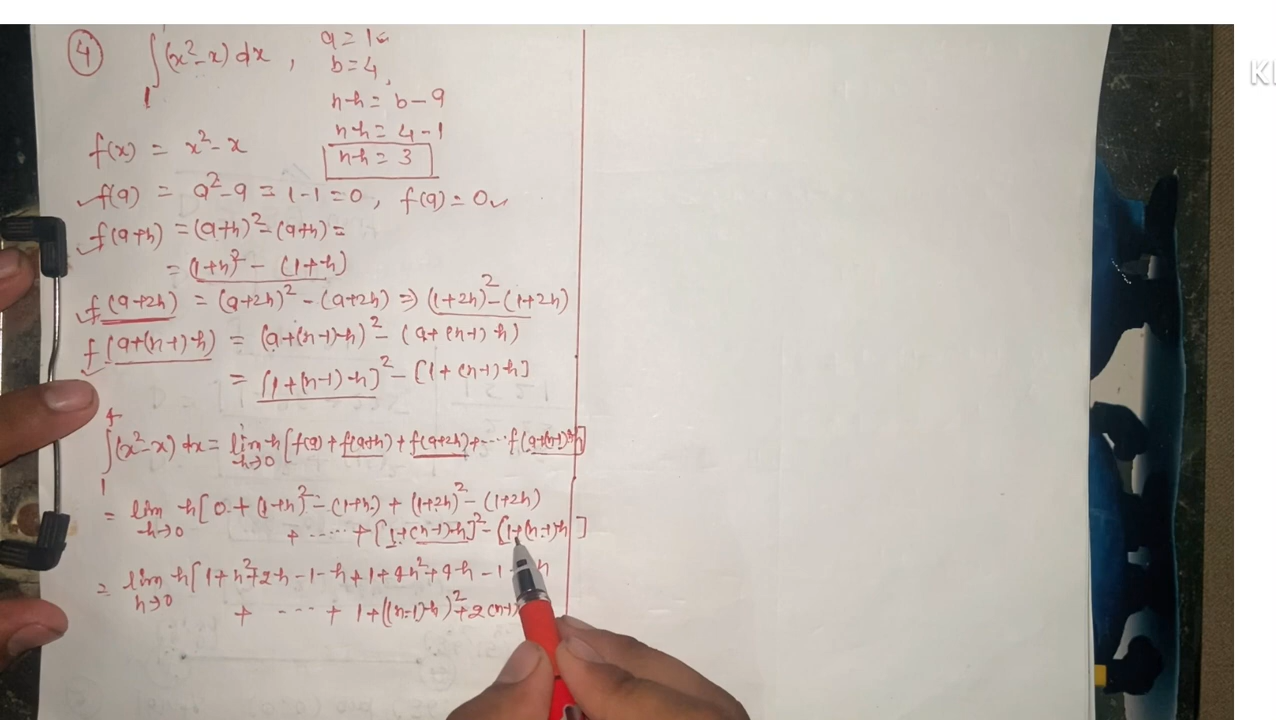 ④ ∫₁ (x² - x) dx , a = 1
b = 4,
nh = b - a
nh = 4 - 1
nh = 3
f(x) = x² - x
f(a) = a² - a = 1 - 1 = 0 , f(a) = 0
f(a+h) = (a+h)² - (a+h) =
= (1+h)² - (1+h)
f(a+2h) = (a+2h)² - (a+2h) ⇒ (1+2h)² - (1+2h)
f(a+(n-1)h) = (a+(n-1)h)² - (a+(n-1)h)
= [1+(n-1)h]² - [1+(n-1)h]
∫₁⁴ (x² - x) dx = lim h→0 h[f(a) + f(a+h) + f(a+2h) + ---- f(a+(n-1)h)]
= lim h→0 h[0 + (1+h)² - (1+h) + (1+2h)² - (1+2h)
+ ----- + [1+(n-1)h]² - [1+(n-1)h]
= lim h→0 h[1+h²+2h-1-h+1+4h²+4h-1- h
+ ---- + 1+((n-1)h)²+2(n-1)